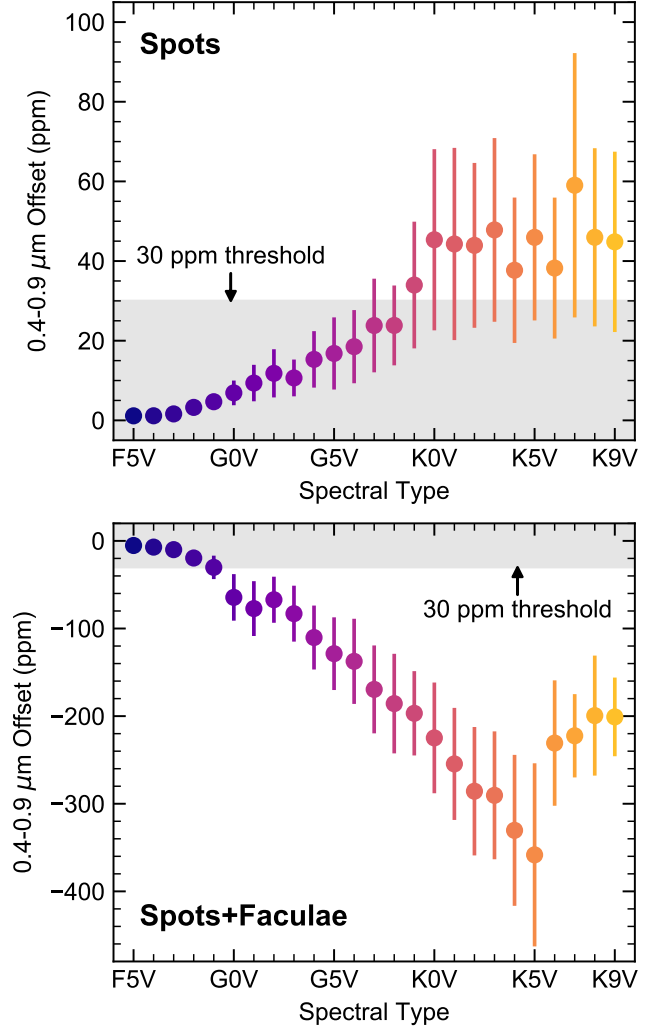 Spots
100
80
60
40
20
0
0.4-0.9 μm Offset (ppm)
30 ppm threshold
F5V G0V G5V K0V K5V K9V
Spectral Type
0
−100
−200
−300
−400
0.4-0.9 μm Offset (ppm)
30 ppm threshold
Spots+Faculae
F5V G0V G5V K0V K5V K9V
Spectral Type